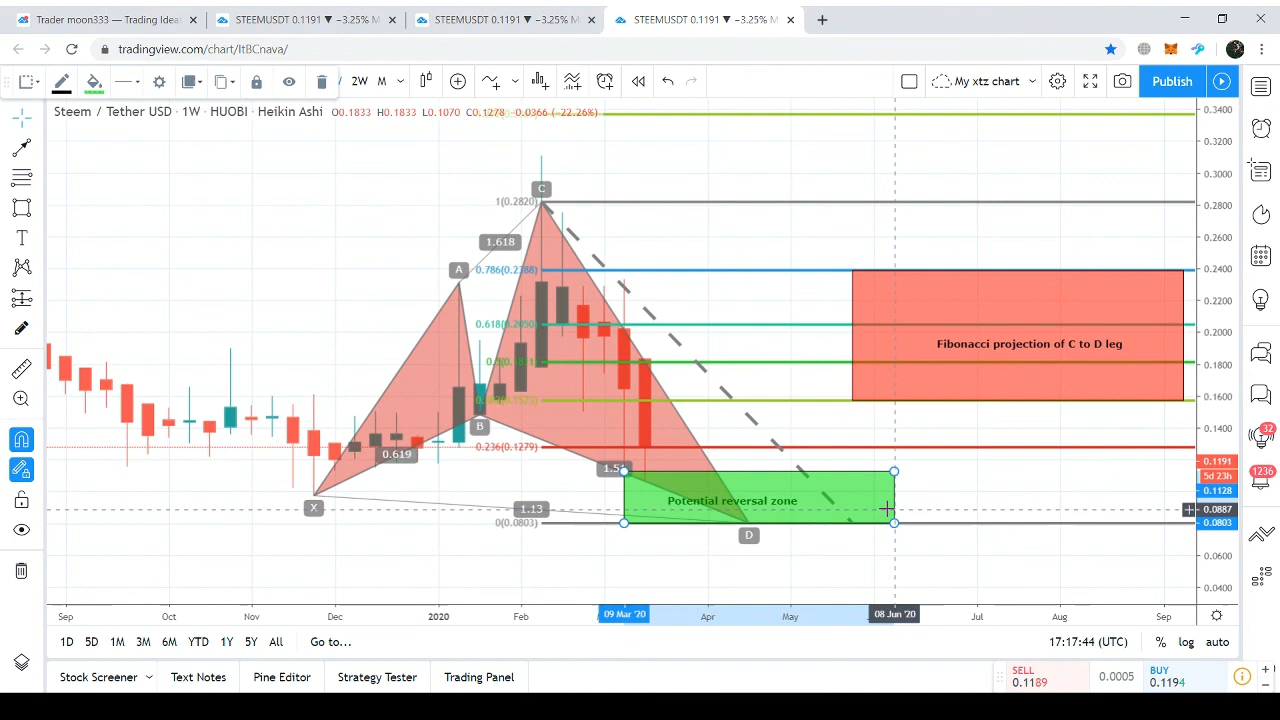 Trader moon333 — Trading Idea
STEEMUSDT 0.1191 ▼ −3.25% M
STEEMUSDT 0.1191 ▼ −3.25% M
STEEMUSDT 0.1191 ▼ −3.25% M
tradingview.com/chart/ItBCnava/
2W M
My xtz chart
Publish
Steem / Tether USD · 1W · HUOBI · Heikin Ashi O0.1833 H0.1833 L0.1070 C0.1278 -0.0366 (-22.26%)
0.3400
0.3200
0.3000
0.2800
0.2600
0.2400
0.2200
0.2000
0.1800
0.1600
0.1400
0.1191
5d 23h
0.1128
0.0887
0.0803
0.0600
0.0400
C
1(0.2820)
1.618
A
0.786(0.2388)
0.618(0.2050)
Fibonacci projection of C to D leg
B
0.236(0.1279)
0.619
Potential reversal zone
X
1.13
0(0.0803)
D
32
1236
Sep Oct Nov Dec 2020 Feb 09 Mar '20 Apr May 08 Jun '20 Jul Aug Sep
1D 5D 1M 3M 6M YTD 1Y 5Y All Go to...
17:17:44 (UTC) % log auto
Stock Screener Text Notes Pine Editor Strategy Tester Trading Panel
SELL
0.1189
0.0005
BUY
0.1194